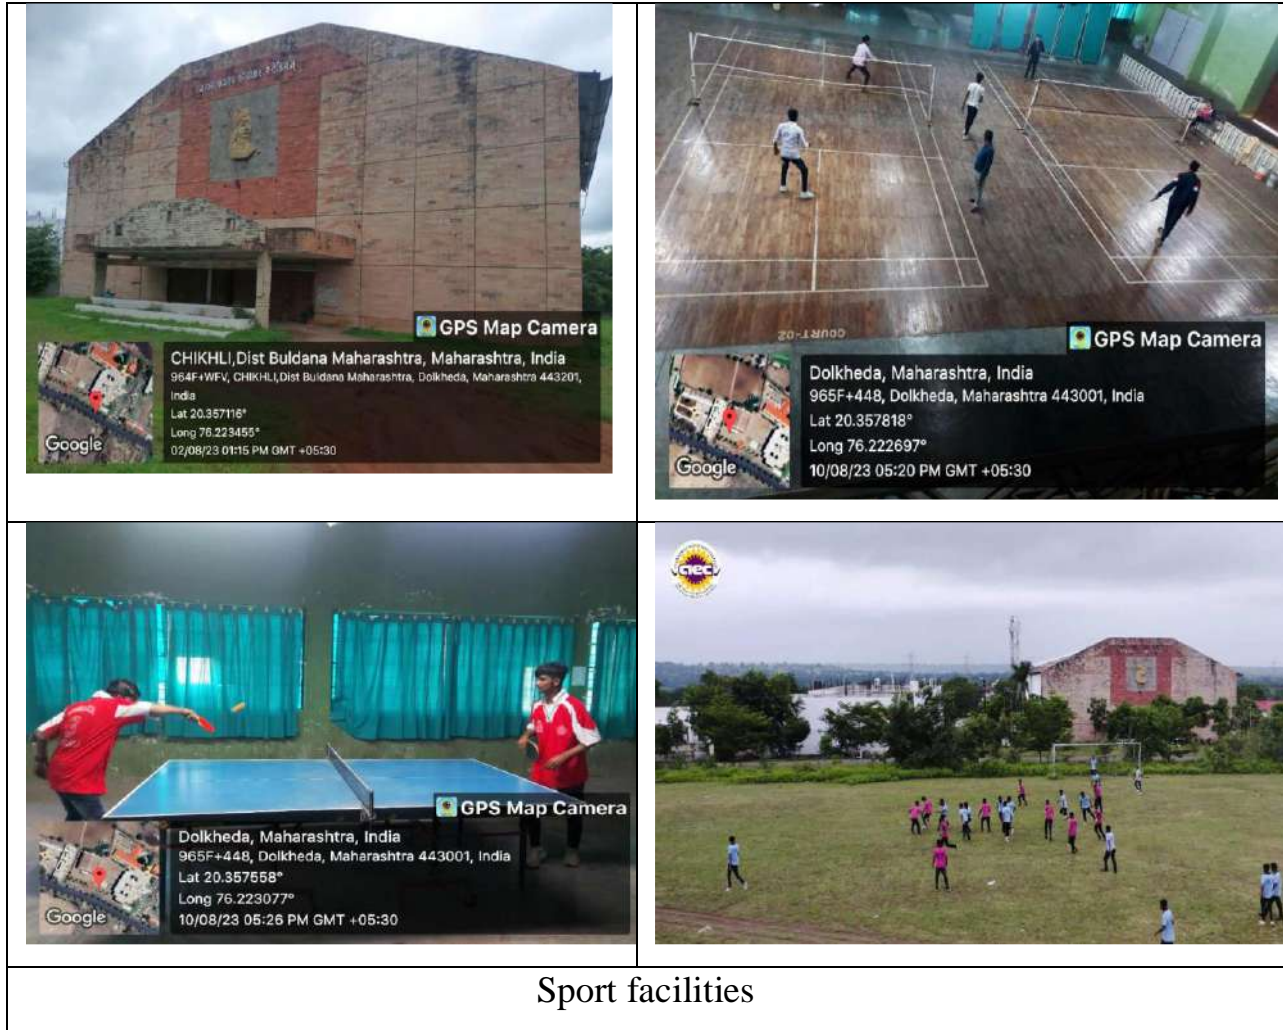 GPS Map Camera
CHIKHLI,Dist Buldana Maharashtra, Maharashtra, India
964F+WFV, CHIKHLI,Dist Buldana Maharashtra, Dolkheda, Maharashtra 443201,
India
Lat 20.357116°
Long 76.223455°
02/08/23 01:15 PM GMT +05:30
Google
COURT-02
GPS Map Camera
Dolkheda, Maharashtra, India
965F+448, Dolkheda, Maharashtra 443001, India
Lat 20.357818°
Long 76.222697°
10/08/23 05:20 PM GMT +05:30
Google
GPS Map Camera
Dolkheda, Maharashtra, India
965F+448, Dolkheda, Maharashtra 443001, India
Lat 20.357558°
Long 76.223077°
10/08/23 05:26 PM GMT +05:30
Google
Sport facilities